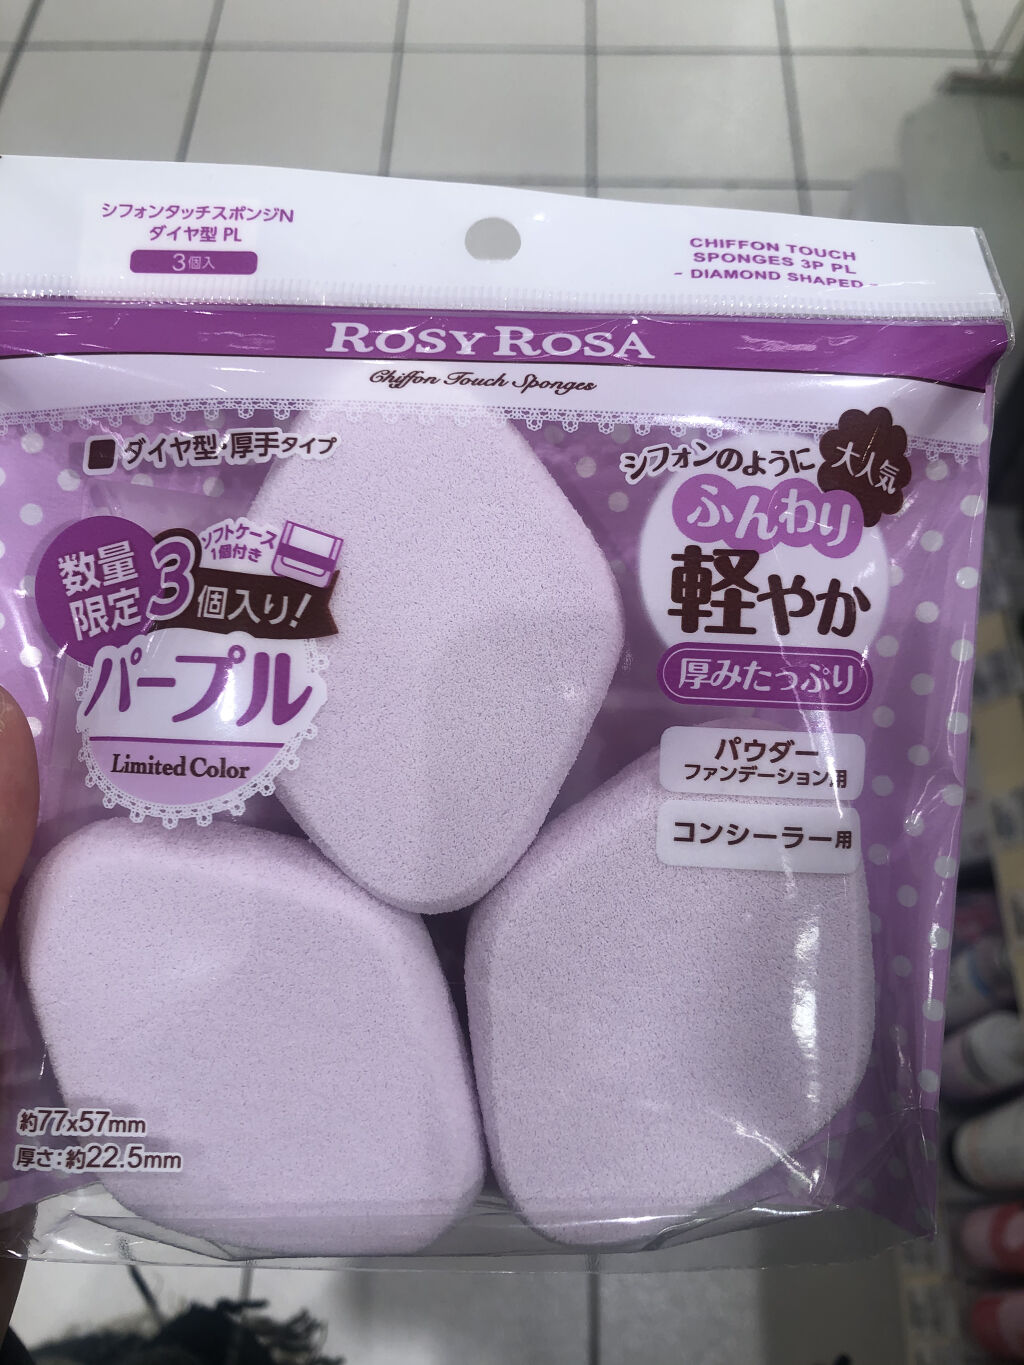 シフォンタッチスポンジN
ダイヤ型 PL
3個入
CHIFFON TOUCH
SPONGES 3P PL
- DIAMOND SHAPED -
ROSY ROSA
Chiffon Touch Sponges
ダイヤ型・厚手タイプ
シフォンのように
大人気
ふんわり
軽やか
厚みたっぷり
数量
限定
3個入り!
ソフトケース
1個付き
パープル
Limited Color
パウダー
ファンデーション用
コンシーラー用
約77x57mm
厚さ:約22.5mm